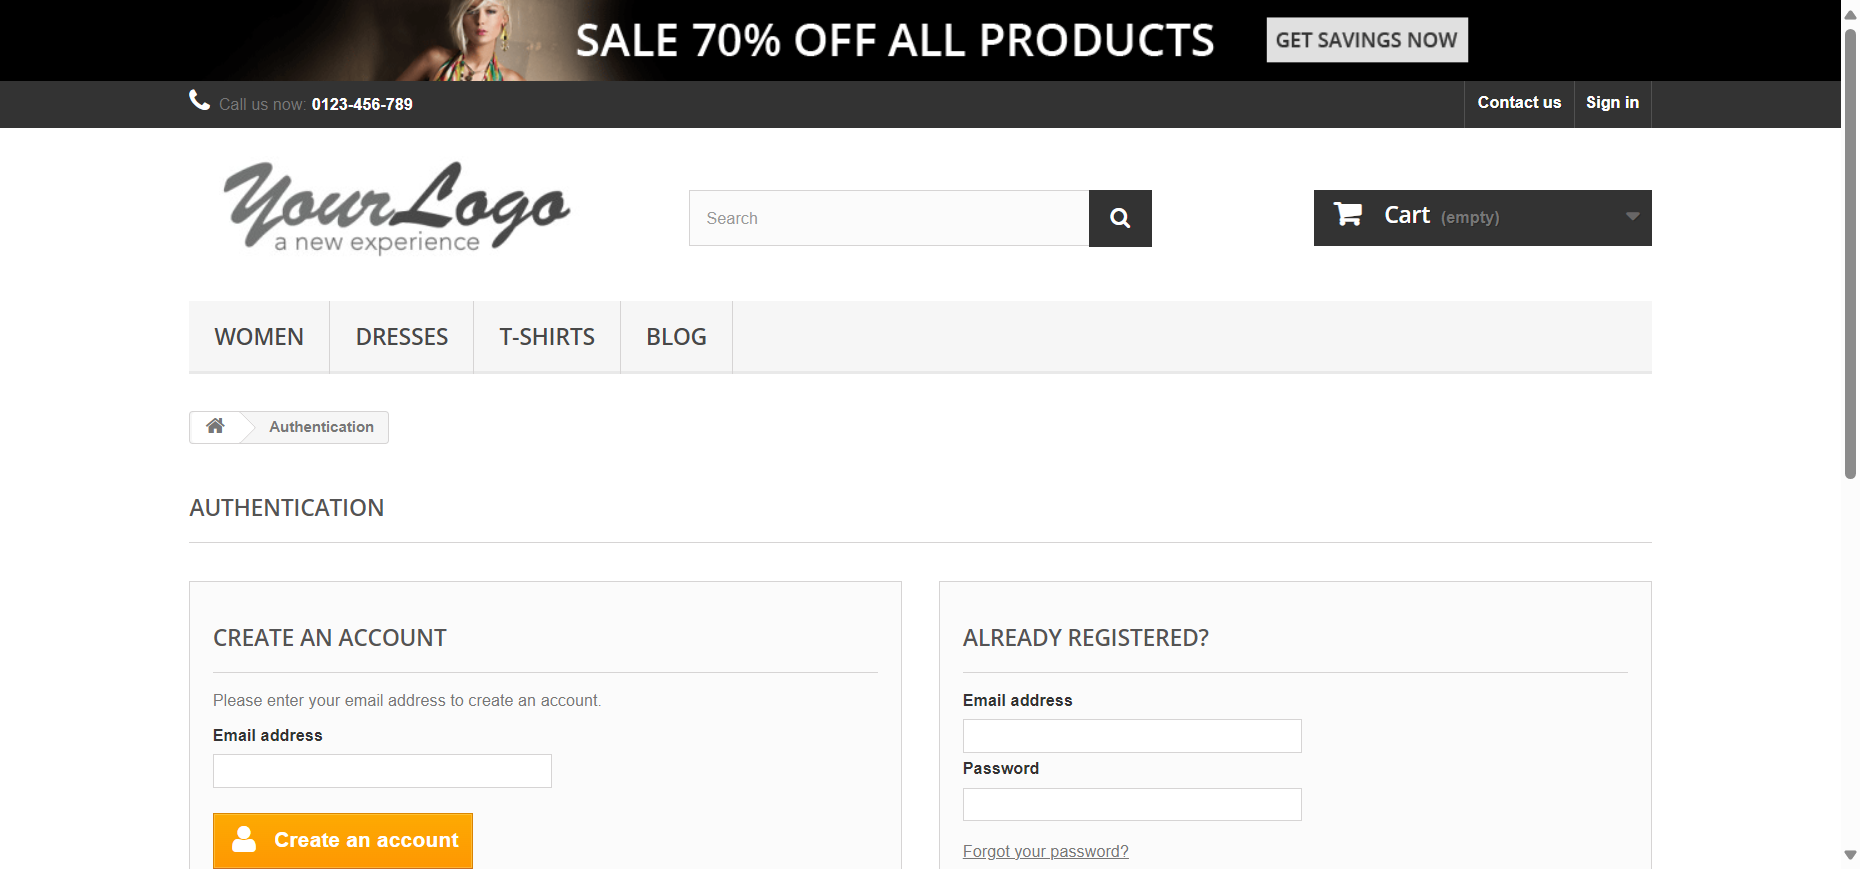 SALE 70% OFF ALL PRODUCTS GET SAVINGS NOW
Call us now: 0123-456-789 Contact us Sign in
YourLogo
a new experience
Search
Cart (empty)
WOMEN DRESSES T-SHIRTS BLOG
Authentication
AUTHENTICATION
CREATE AN ACCOUNT
Please enter your email address to create an account.
Email address
Create an account
ALREADY REGISTERED?
Email address
Password
Forgot your password?